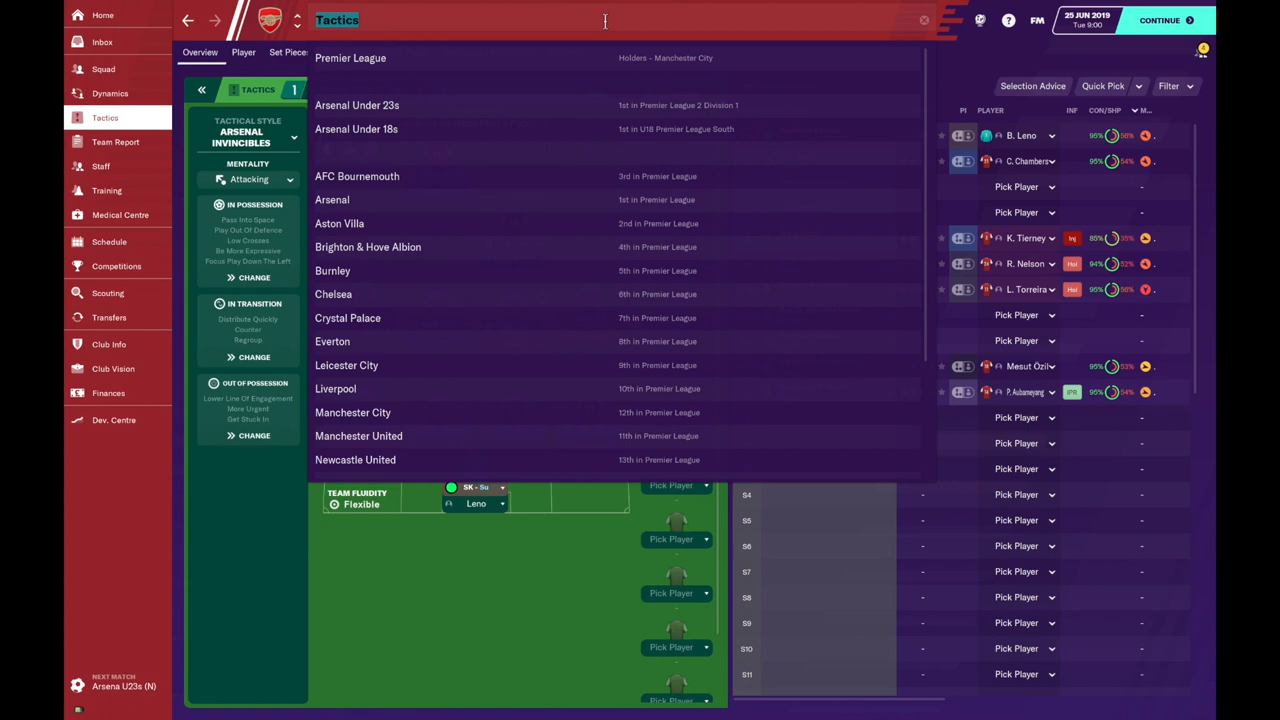 Home
Inbox
Squad
Dynamics
Tactics
Team Report
Staff
Training
Medical Centre
Schedule
Competitions
Scouting
Transfers
Club Info
Club Vision
Finances
Dev. Centre
NEXT MATCH
Arsena U23s (N)
Tactics
Overview Player Set Pieces
TACTICS 1
TACTICAL STYLE
ARSENAL
INVINCIBLES
MENTALITY
Attacking
IN POSSESSION
Pass Into Space
Play Out Of Defence
Low Crosses
Be More Expressive
Focus Play Down The Left
CHANGE
IN TRANSITION
Distribute Quickly
Counter
Regroup
CHANGE
OUT OF POSSESSION
Lower Line Of Engagement
More Urgent
Get Stuck In
CHANGE
Premier League Holders - Manchester City
Arsenal Under 23s 1st in Premier League 2 Division 1
Arsenal Under 18s 1st in U18 Premier League South
AFC Bournemouth 3rd in Premier League
Arsenal 1st in Premier League
Aston Villa 2nd in Premier League
Brighton & Hove Albion 4th in Premier League
Burnley 5th in Premier League
Chelsea 6th in Premier League
Crystal Palace 7th in Premier League
Everton 8th in Premier League
Leicester City 9th in Premier League
Liverpool 10th in Premier League
Manchester City 12th in Premier League
Manchester United 11th in Premier League
Newcastle United 13th in Premier League
TEAM FLUIDITY
Flexible
SK - Su
Leno
Pick Player
-
Pick Player
-
Pick Player
-
Pick Player
-
Pick Player
FM
25 JUN 2019
Tue 9:00
CONTINUE
4
Selection Advice Quick Pick Filter
PI PLAYER INF CON/SHP M...
B. Leno 95% 56% .
C. Chambers 95% 54% .
Pick Player -
Pick Player -
K. Tierney Inj 85% 35% .
R. Nelson Hol 94% 52% .
L. Torreira Hol 95% 56% .
Pick Player -
Pick Player -
Mesut Özil 95% 53% .
P. Aubameyang IPR 95% 54% .
Pick Player -
Pick Player -
Pick Player -
S4 - Pick Player -
S5 - Pick Player -
S6 - Pick Player -
S7 - Pick Player -
S8 - Pick Player -
S9 - Pick Player -
S10 - Pick Player -
S11 - Pick Player -